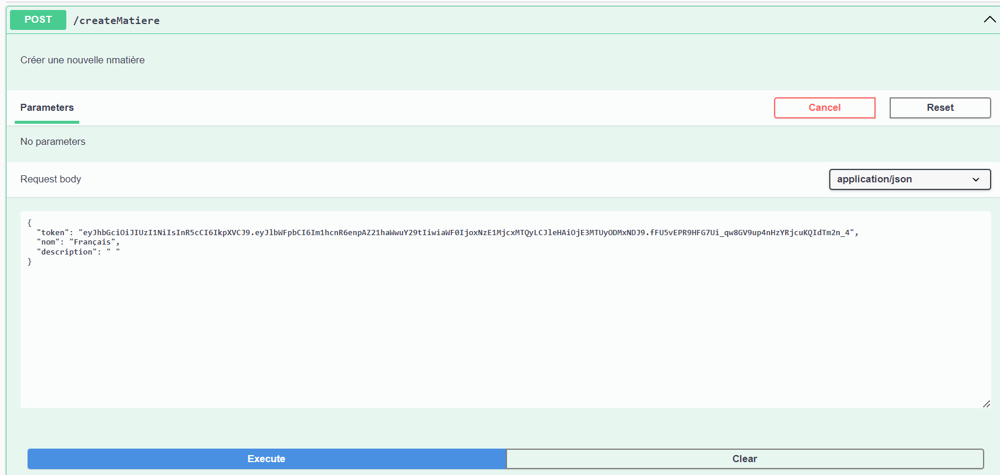 POST /createMatiere
Créer une nouvelle nmatière
Parameters Cancel Reset
No parameters
Request body application/json
{
"token": "eyJhbGciOiJIUzI1NiIsInR5cCI6IkpXVCJ9.eyJlbWFpbCI6Im1hcnR6enpAZ21haWwuY29tIiwiaWF0IjoxNzE1MjcxMTQyLCJleHAiOjE3MTUyODMxNDJ9.fFU5vEPR9HFG7Ui_qw8GV9up4nHzYRjcuKQIdTm2n_4",
"nom": "Français",
"description": " "
}
Execute Clear